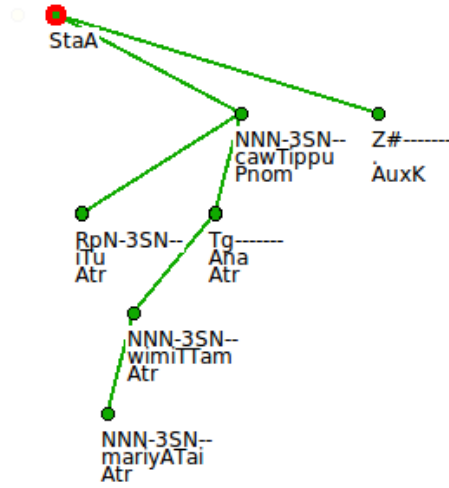 StaA
NNN-3SN--
cawTippu
Pnom
Z#-------
.
AuxK
RpN-3SN--
iTu
Atr
Tg-------
Ana
Atr
NNN-3SN--
wimiTTam
Atr
NNN-3SN--
mariyATai
Atr